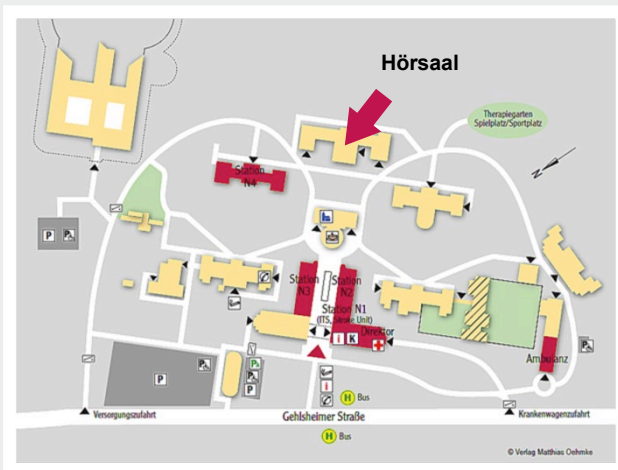 Hörsaal
Therapiegarten
Spielplatz/Sportplatz
N
Station
N4
P
Station
N3
Station
N2
Station N1
(ITS, Stroke Unit)
Direktor
i K
Ambulanz
P
P
P
i
H Bus
Versorgungszufahrt
Gehlsheimer Straße
Krankenwagenzufahrt
H Bus
© Verlag Matthias Oehmke